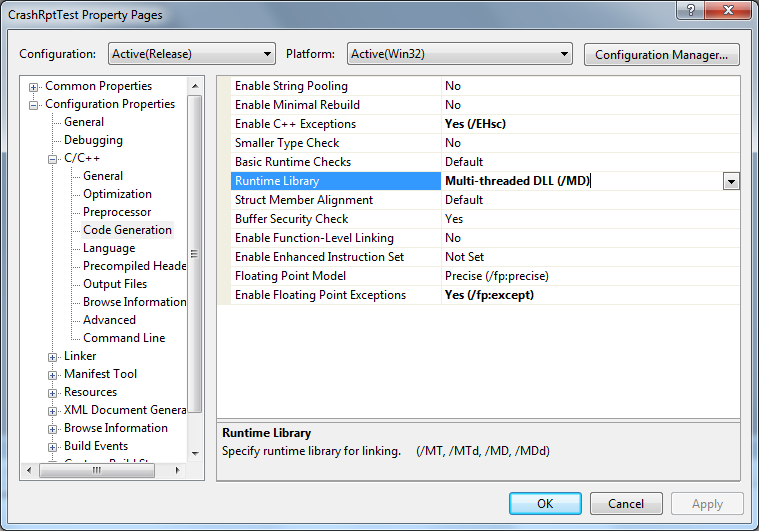 CrashRptTest Property Pages
Configuration: Active(Release) Platform: Active(Win32) Configuration Manager...
Common Properties
Configuration Properties
General
Debugging
C/C++
General
Optimization
Preprocessor
Code Generation
Language
Precompiled Heade
Output Files
Browse Information
Advanced
Command Line
Linker
Manifest Tool
Resources
XML Document Genera
Browse Information
Build Events
Enable String Pooling No
Enable Minimal Rebuild No
Enable C++ Exceptions Yes (/EHsc)
Smaller Type Check No
Basic Runtime Checks Default
Runtime Library Multi-threaded DLL (/MD)
Struct Member Alignment Default
Buffer Security Check Yes
Enable Function-Level Linking No
Enable Enhanced Instruction Set Not Set
Floating Point Model Precise (/fp:precise)
Enable Floating Point Exceptions Yes (/fp:except)
Runtime Library
Specify runtime library for linking. (/MT, /MTd, /MD, /MDd)
OK Cancel Apply